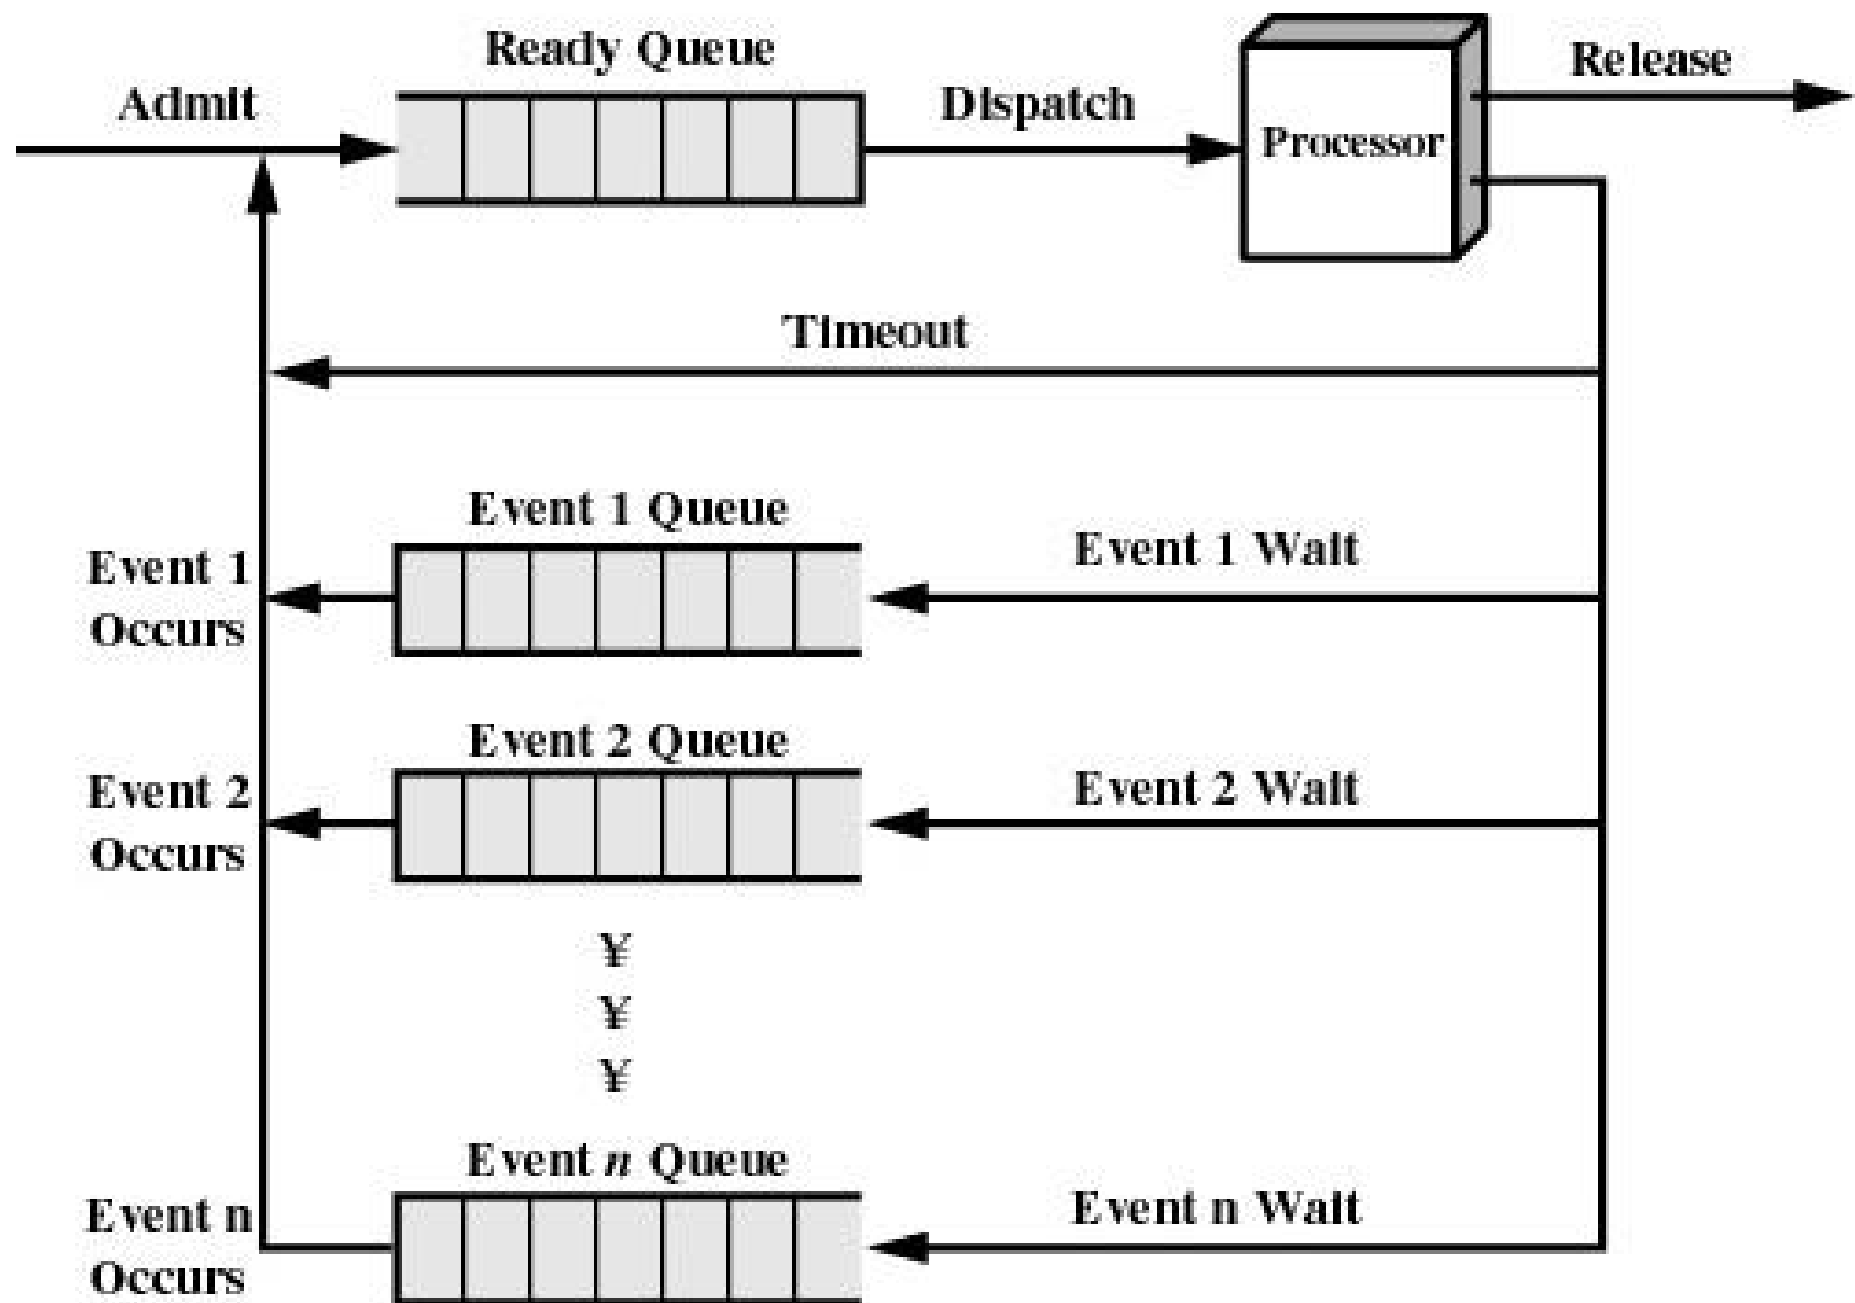 Ready Queue
Admit
Dispatch
Processor
Release
Timeout
Event 1 Queue
Event 1 Wait
Event 1
Occurs
Event 2 Queue
Event 2 Wait
Event 2
Occurs
¥
¥
¥
Event n Queue
Event n Wait
Event n
Occurs